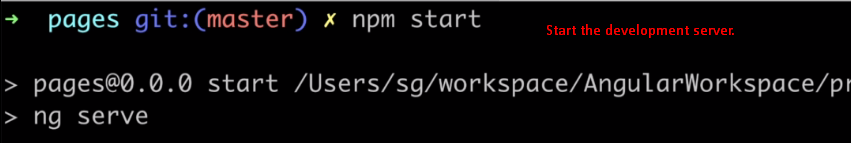 ➜ pages git:(master) ✗ npm start
Start the development server.
> pages@0.0.0 start /Users/sg/workspace/AngularWorkspace/pr
> ng serve